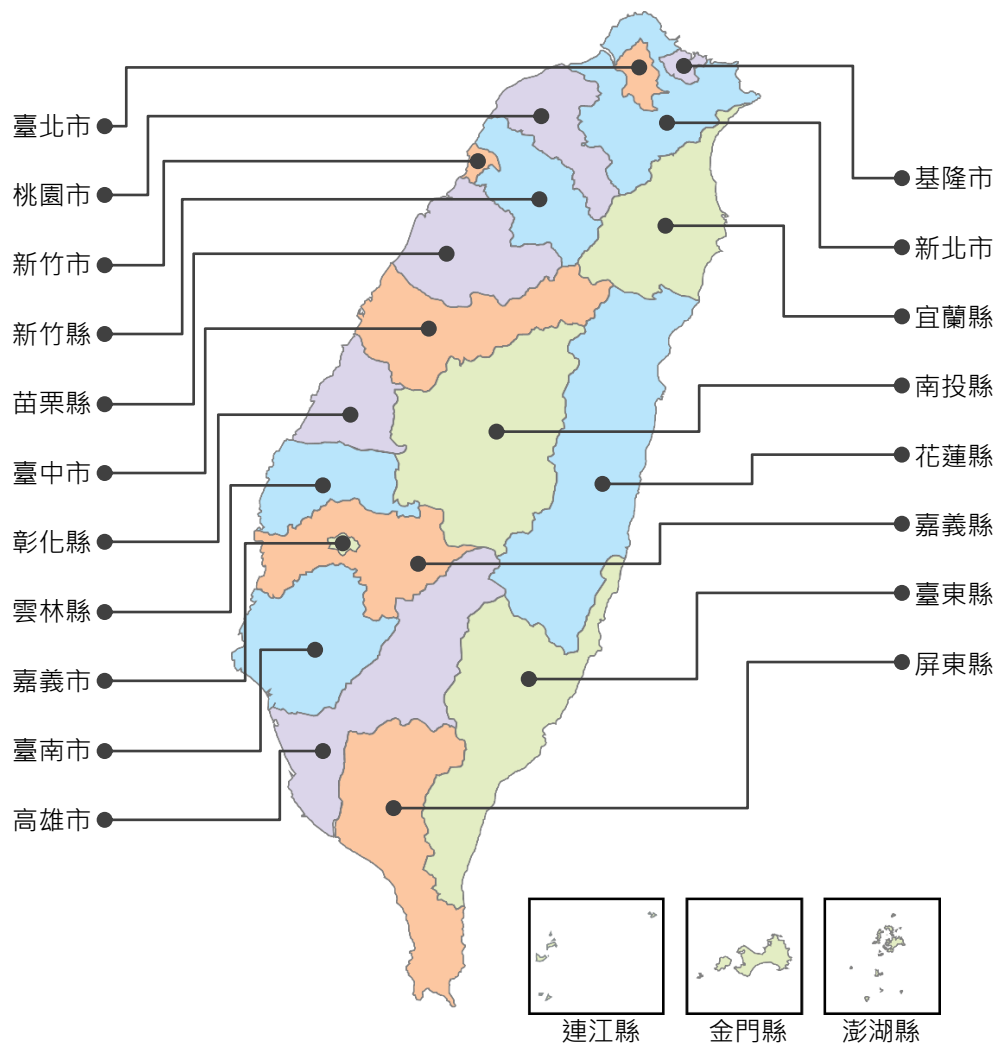 臺北市
桃園市
新竹市
新竹縣
苗栗縣
臺中市
彰化縣
雲林縣
嘉義市
臺南市
高雄市
基隆市
新北市
宜蘭縣
南投縣
花蓮縣
嘉義縣
臺東縣
屏東縣
連江縣
金門縣
澎湖縣